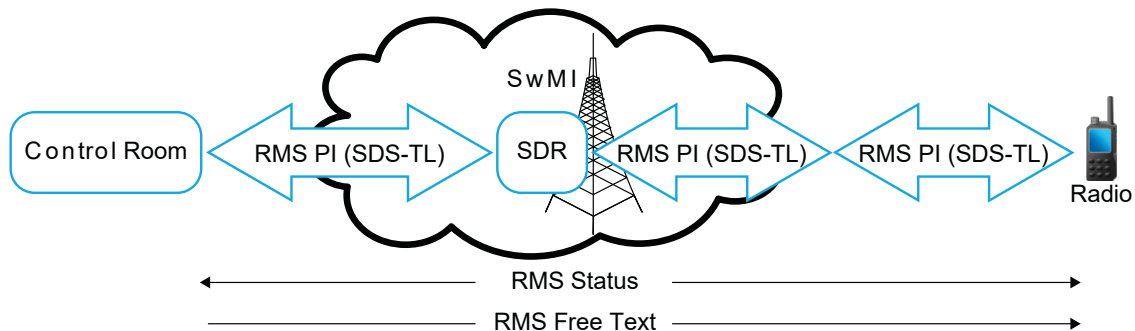 SwMI
Control Room
RMS PI (SDS-TL)
SDR
RMS PI (SDS-TL)
RMS PI (SDS-TL)
Radio
RMS Status
RMS Free Text